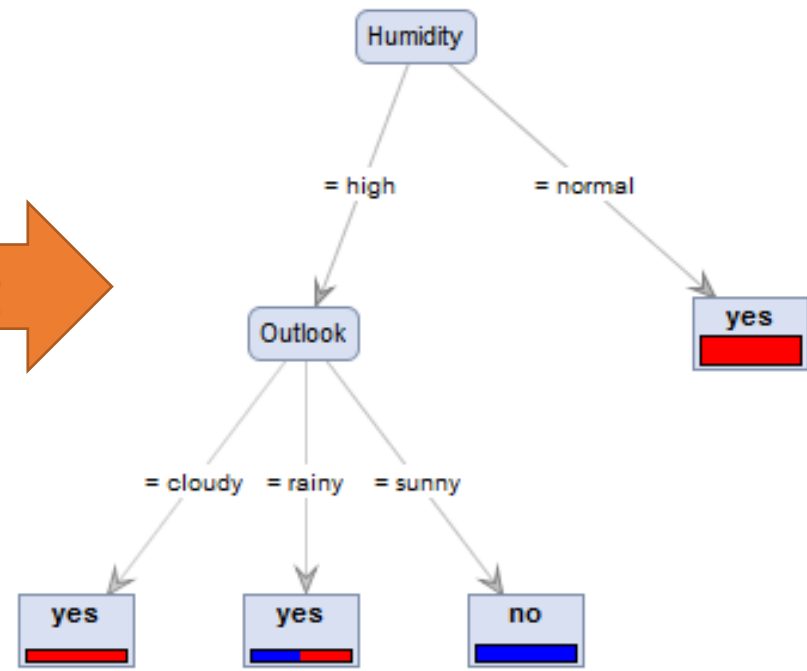 Humidity
= high
= normal
yes
Outlook
= cloudy
= rainy
= sunny
yes
yes
no